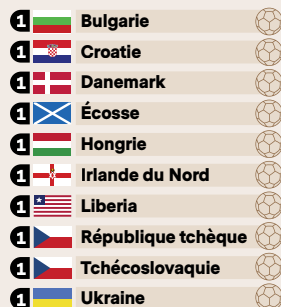 1 Bulgarie
1 Croatie
1 Danemark
1 Écosse
1 Hongrie
1 Irlande du Nord
1 Liberia
1 République tchèque
1 Tchécoslovaquie
1 Ukraine